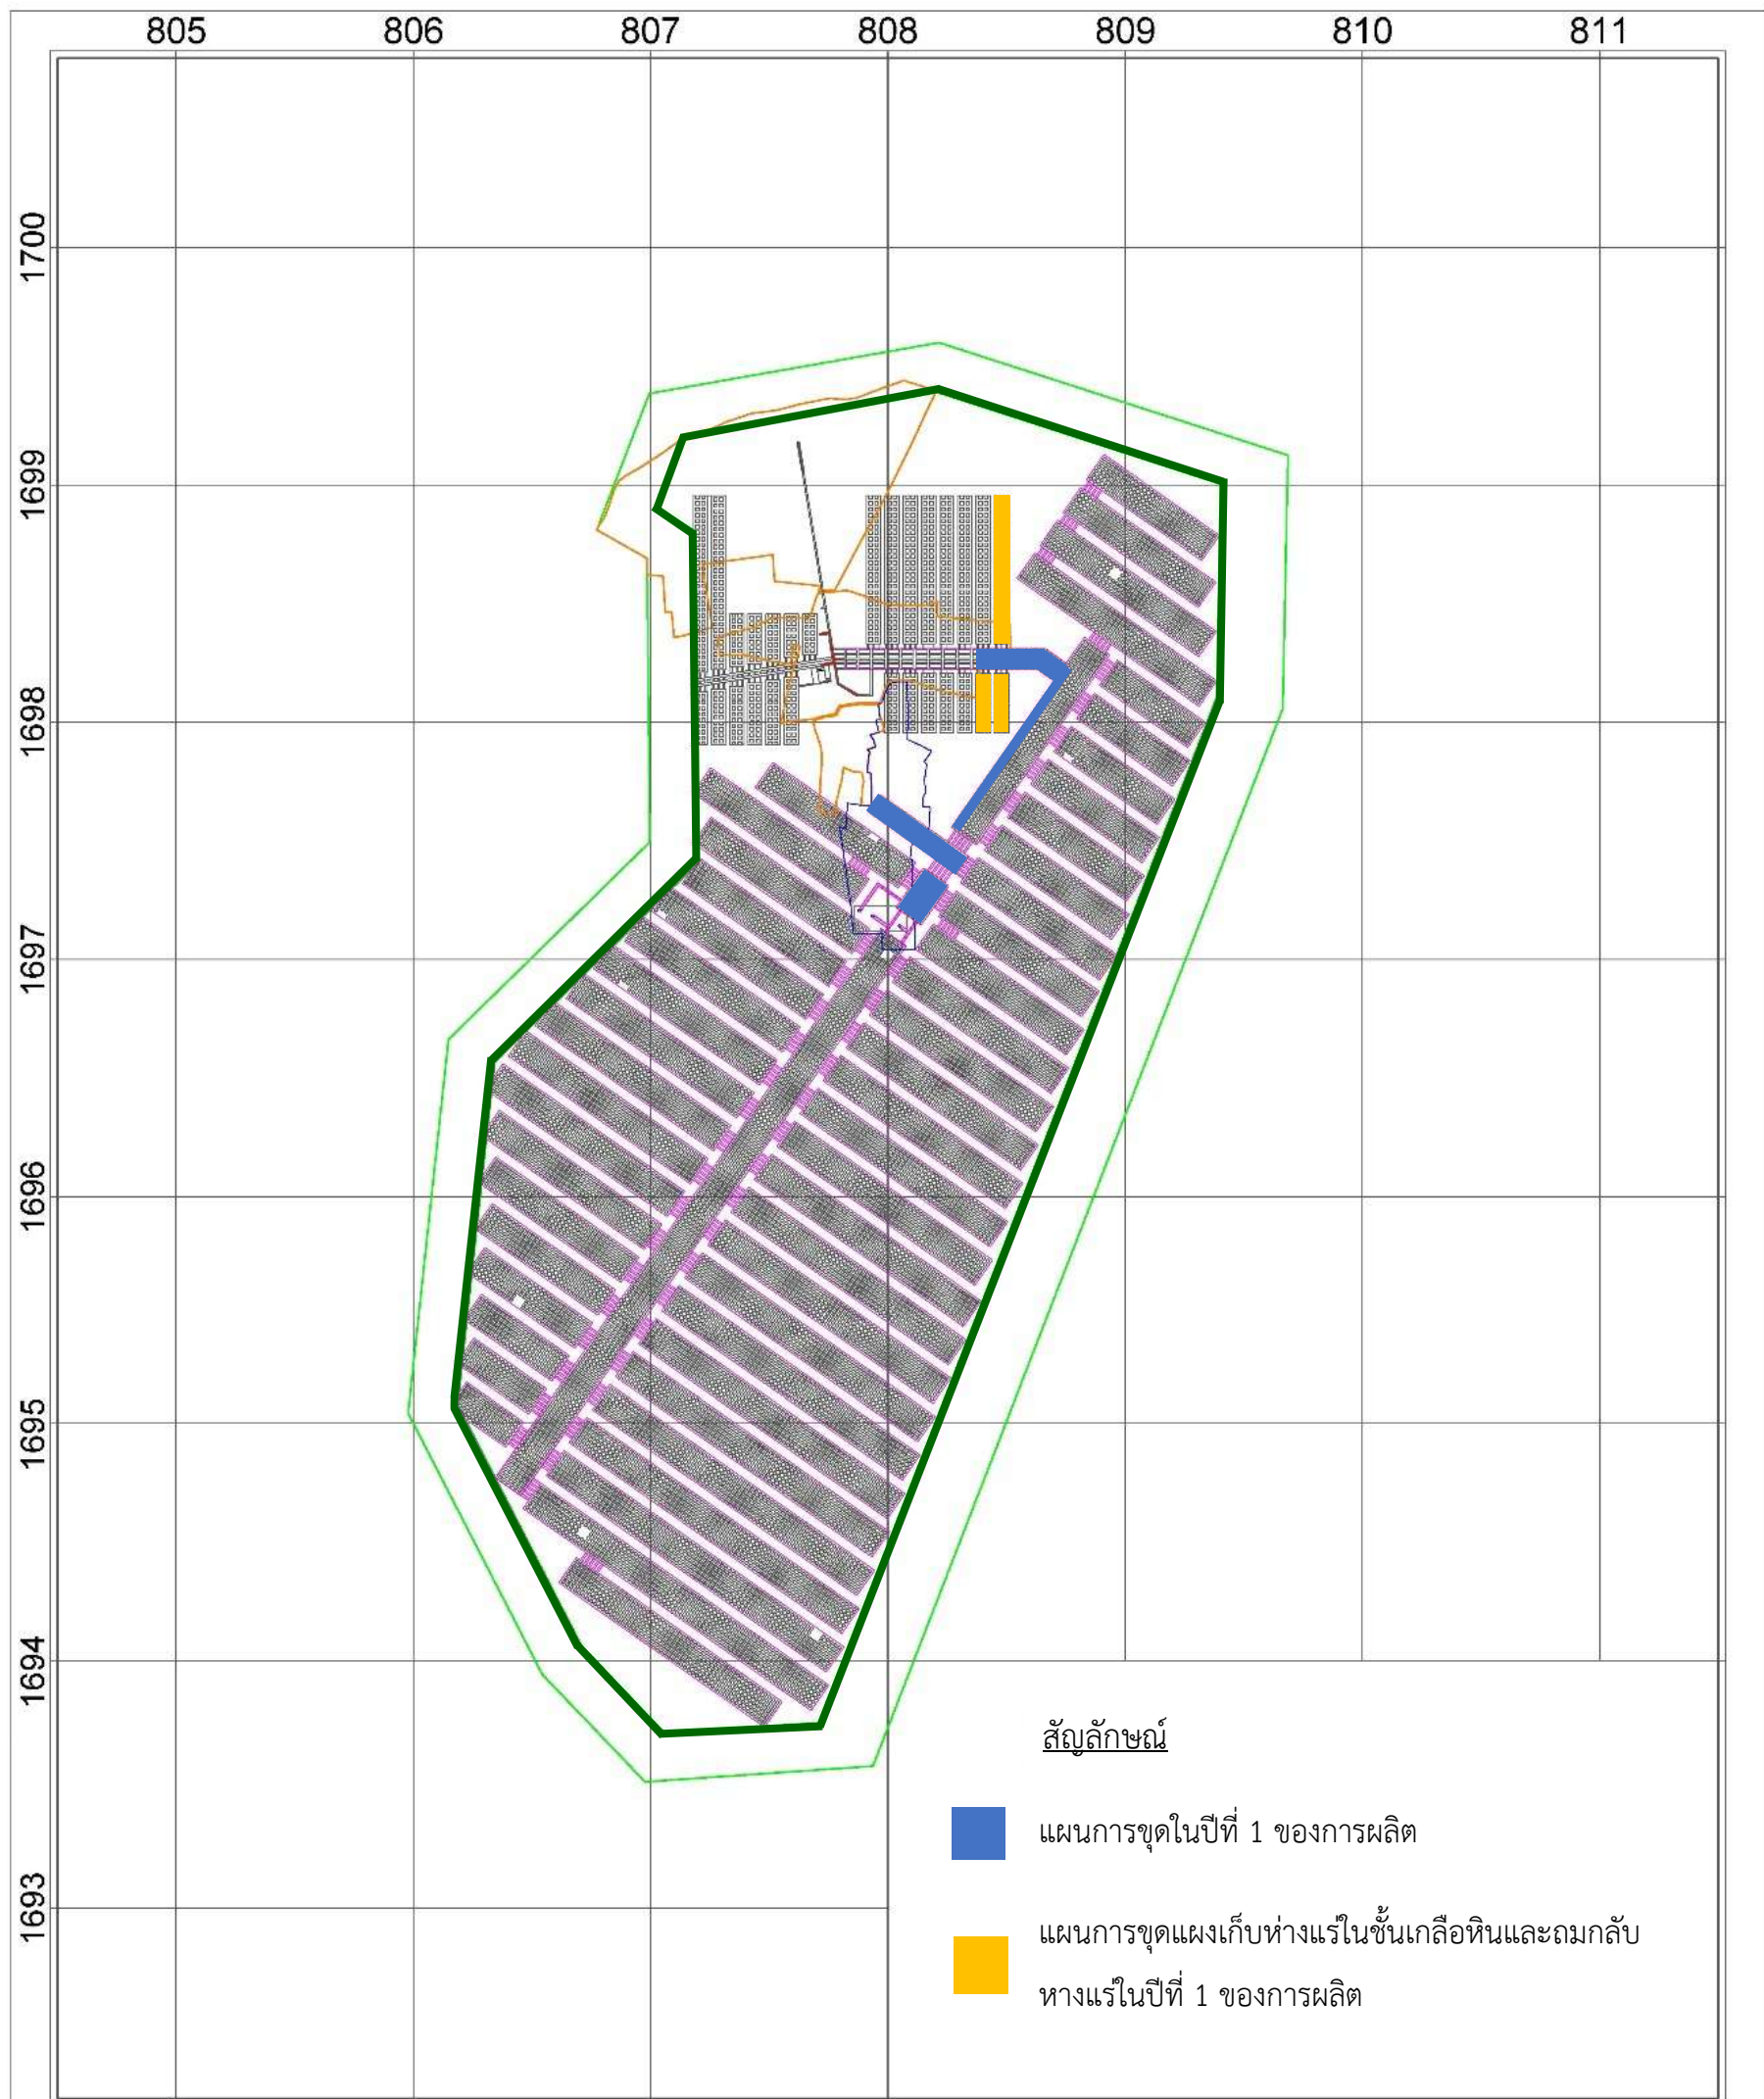 805 806 807 808 809 810 811
1700
1699
1698
1697
1696
1695
1694
1693
สัญลักษณ์
แผนการขุดในปีที่ 1 ของการผลิต
แผนการขุดแผงเก็บห่างแร่ในชั้นเกลือหินและถมกลับ
หางแร่ในปีที่ 1 ของการผลิต